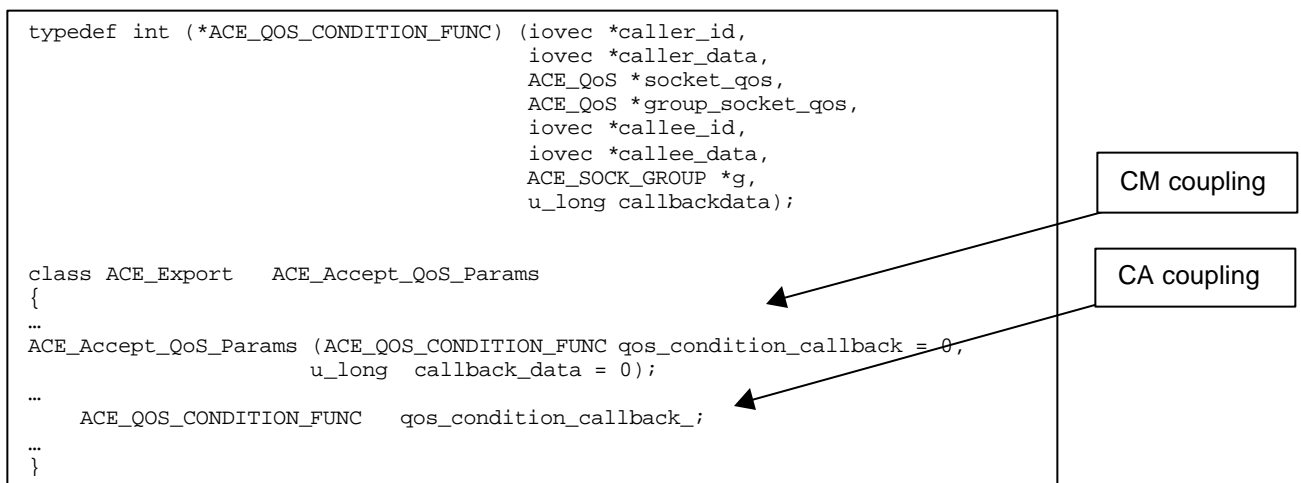 typedef int (*ACE_QOS_CONDITION_FUNC) (iovec *caller_id,
iovec *caller_data,
ACE_QoS *socket_qos,
ACE_QoS *group_socket_qos,
iovec *callee_id,
iovec *callee_data,
ACE_SOCK_GROUP *g,
u_long callbackdata);
CM coupling
class ACE_Export ACE_Accept_QoS_Params
CA coupling
{
…
ACE_Accept_QoS_Params (ACE_QOS_CONDITION_FUNC qos_condition_callback = 0,
u_long callback_data = 0);
…
ACE_QOS_CONDITION_FUNC qos_condition_callback_;
…
}